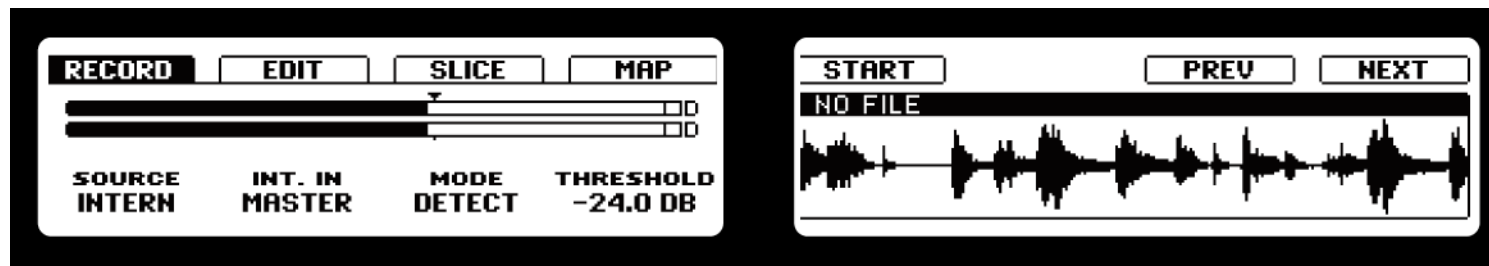 RECORD EDIT SLICE MAP
SOURCE INT. IN MODE THRESHOLD
INTERN MASTER DETECT -24.0 DB
START PREV NEXT
NO FILE